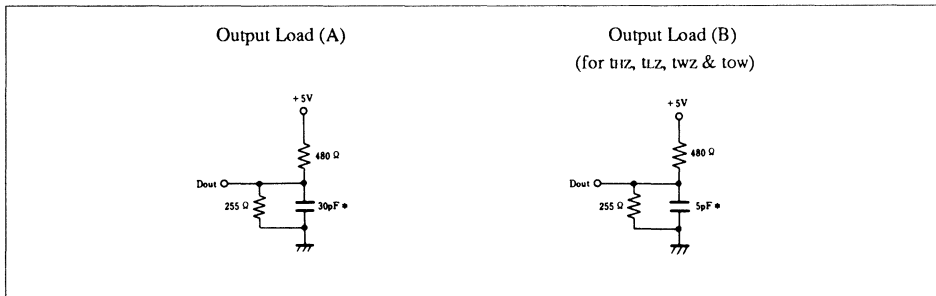 Output Load (A)
+5V
480 Ω
Dout
255 Ω
30pF *
Output Load (B)
(for tHZ, tLZ, twz & tow)
+5V
480 Ω
Dout
255 Ω
5pF *